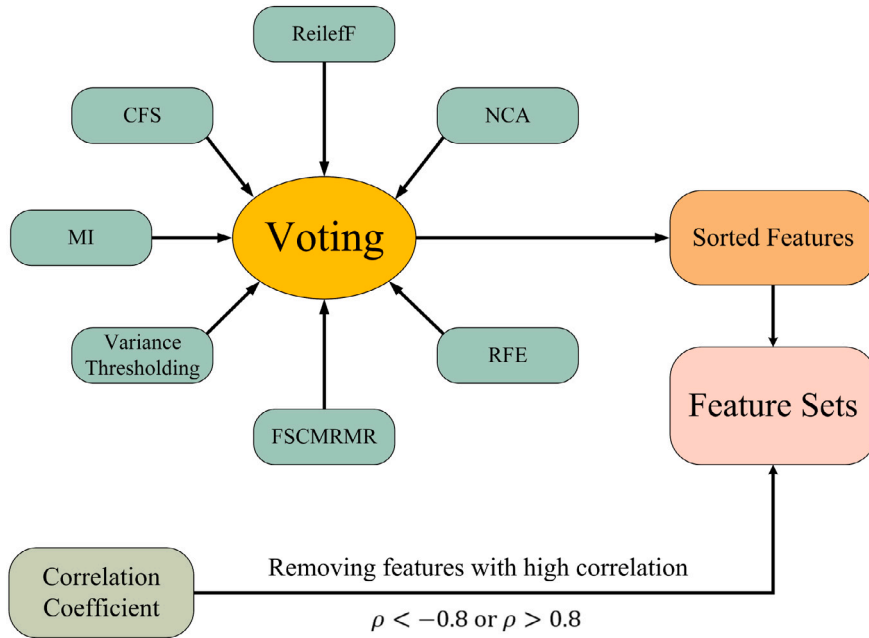 ReilefF
CFS
NCA
MI
Voting
Sorted Features
Variance
Thresholding
RFE
Feature Sets
FSCMRMR
Correlation
Coefficient
Removing features with high correlation
ρ < −0.8 or ρ > 0.8